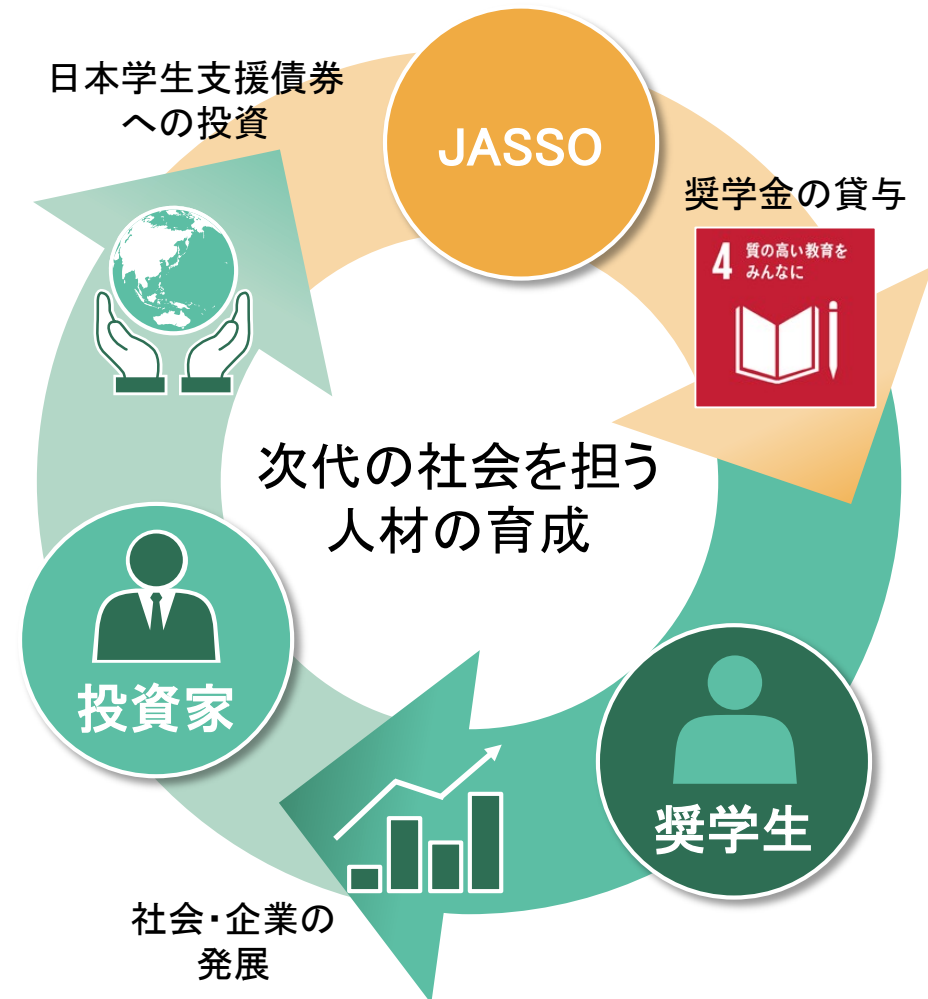 日本学生支援債券
への投資
JASSO
奨学金の貸与
4 質の高い教育を
みんなに
次代の社会を担う
人材の育成
投資家
奨学生
社会・企業の
発展